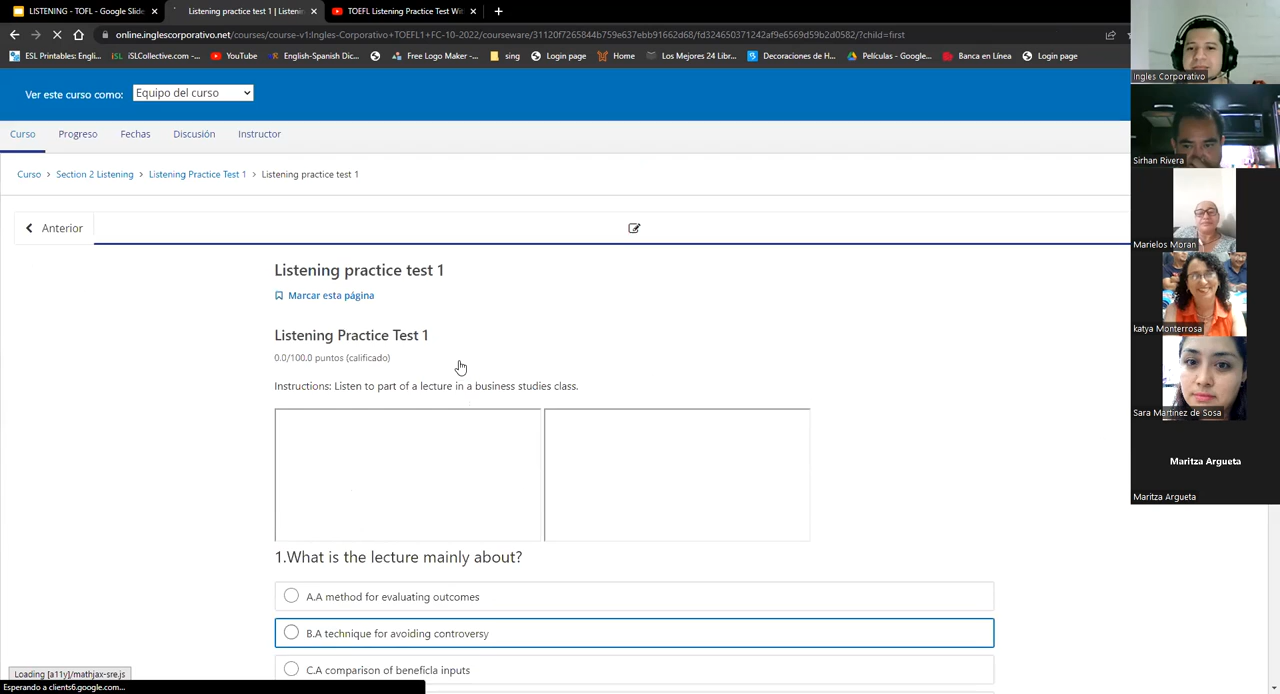 LISTENING - TOFL - Google Slide
Listening practice test 1 | Listenin
TOEFL Listening Practice Test Wi
online.inglescorporativo.net/courses/course-v1:Ingles-Corporativo+TOEFL1+FC-10-2022/courseware/31120f7265844b759e637ebb91662d68/fd324650371242af9e6569d59b2d0582/?child=first
ESL Printables: Engli...
iSLCollective.com -...
YouTube
English-Spanish Dic...
Free Logo Maker -...
sing
Login page
Home
Los Mejores 24 Libr...
Decoraciones de H...
Películas - Google...
Banca en Línea
Login page
Ver este curso como:
Equipo del curso
Curso
Progreso
Fechas
Discusión
Instructor
Curso > Section 2 Listening > Listening Practice Test 1 > Listening practice test 1
Anterior
Listening practice test 1
Marcar esta página
Listening Practice Test 1
0.0/100.0 puntos (calificado)
Instructions: Listen to part of a lecture in a business studies class.
1.What is the lecture mainly about?
A.A method for evaluating outcomes
B.A technique for avoiding controversy
C.A comparison of beneficla inputs
Loading [a11y]/mathjax-sre.js
Esperando a clients6.google.com...
Ingles Corporativo
Sirhan Rivera
Marielos Moran
katya Monterrosa
Sara Martinez de Sosa
Maritza Argueta
Maritza Argueta